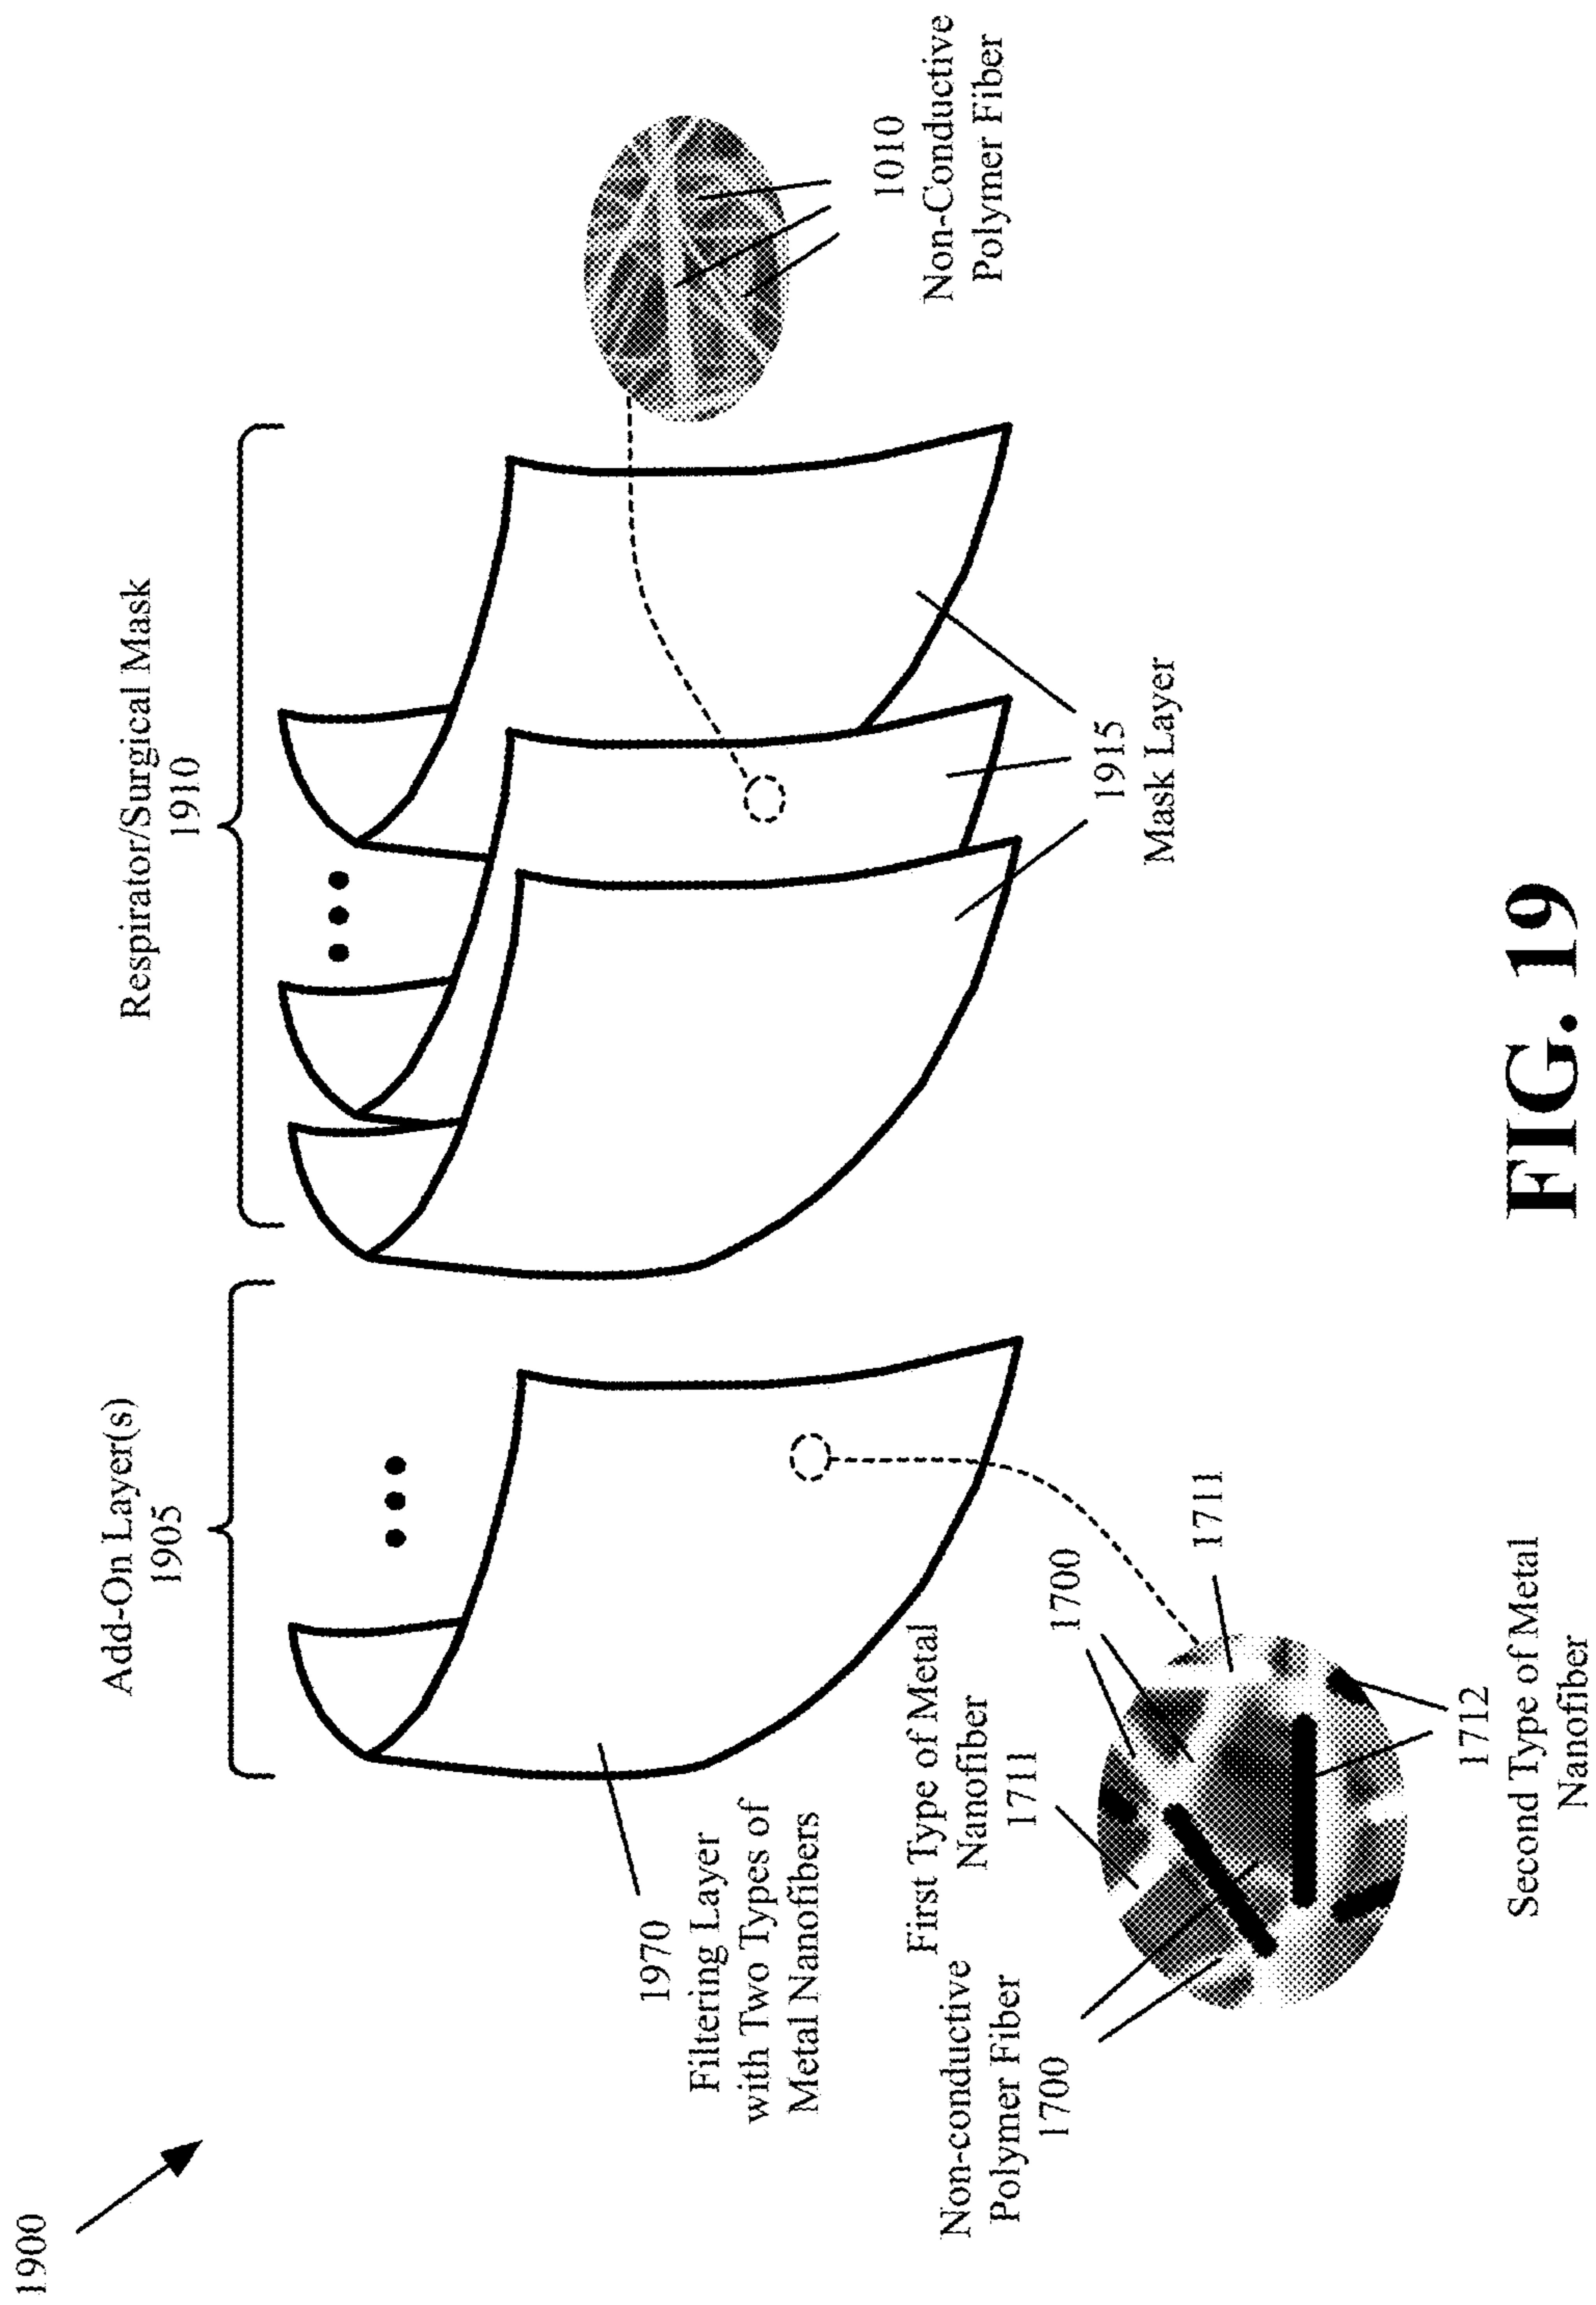 1900
Add-On Layer(s)
1905
Respirator/Surgical Mask
1910
1970
Filtering Layer
with Two Types of
Metal Nanofibers
First Type of Metal
Nanofiber
1711
Non-conductive
Polymer Fiber
1700
1700
1711
1712
Second Type of Metal
Nanofiber
1915
Mask Layer
1010
Non-Conductive
Polymer Fiber
FIG. 19